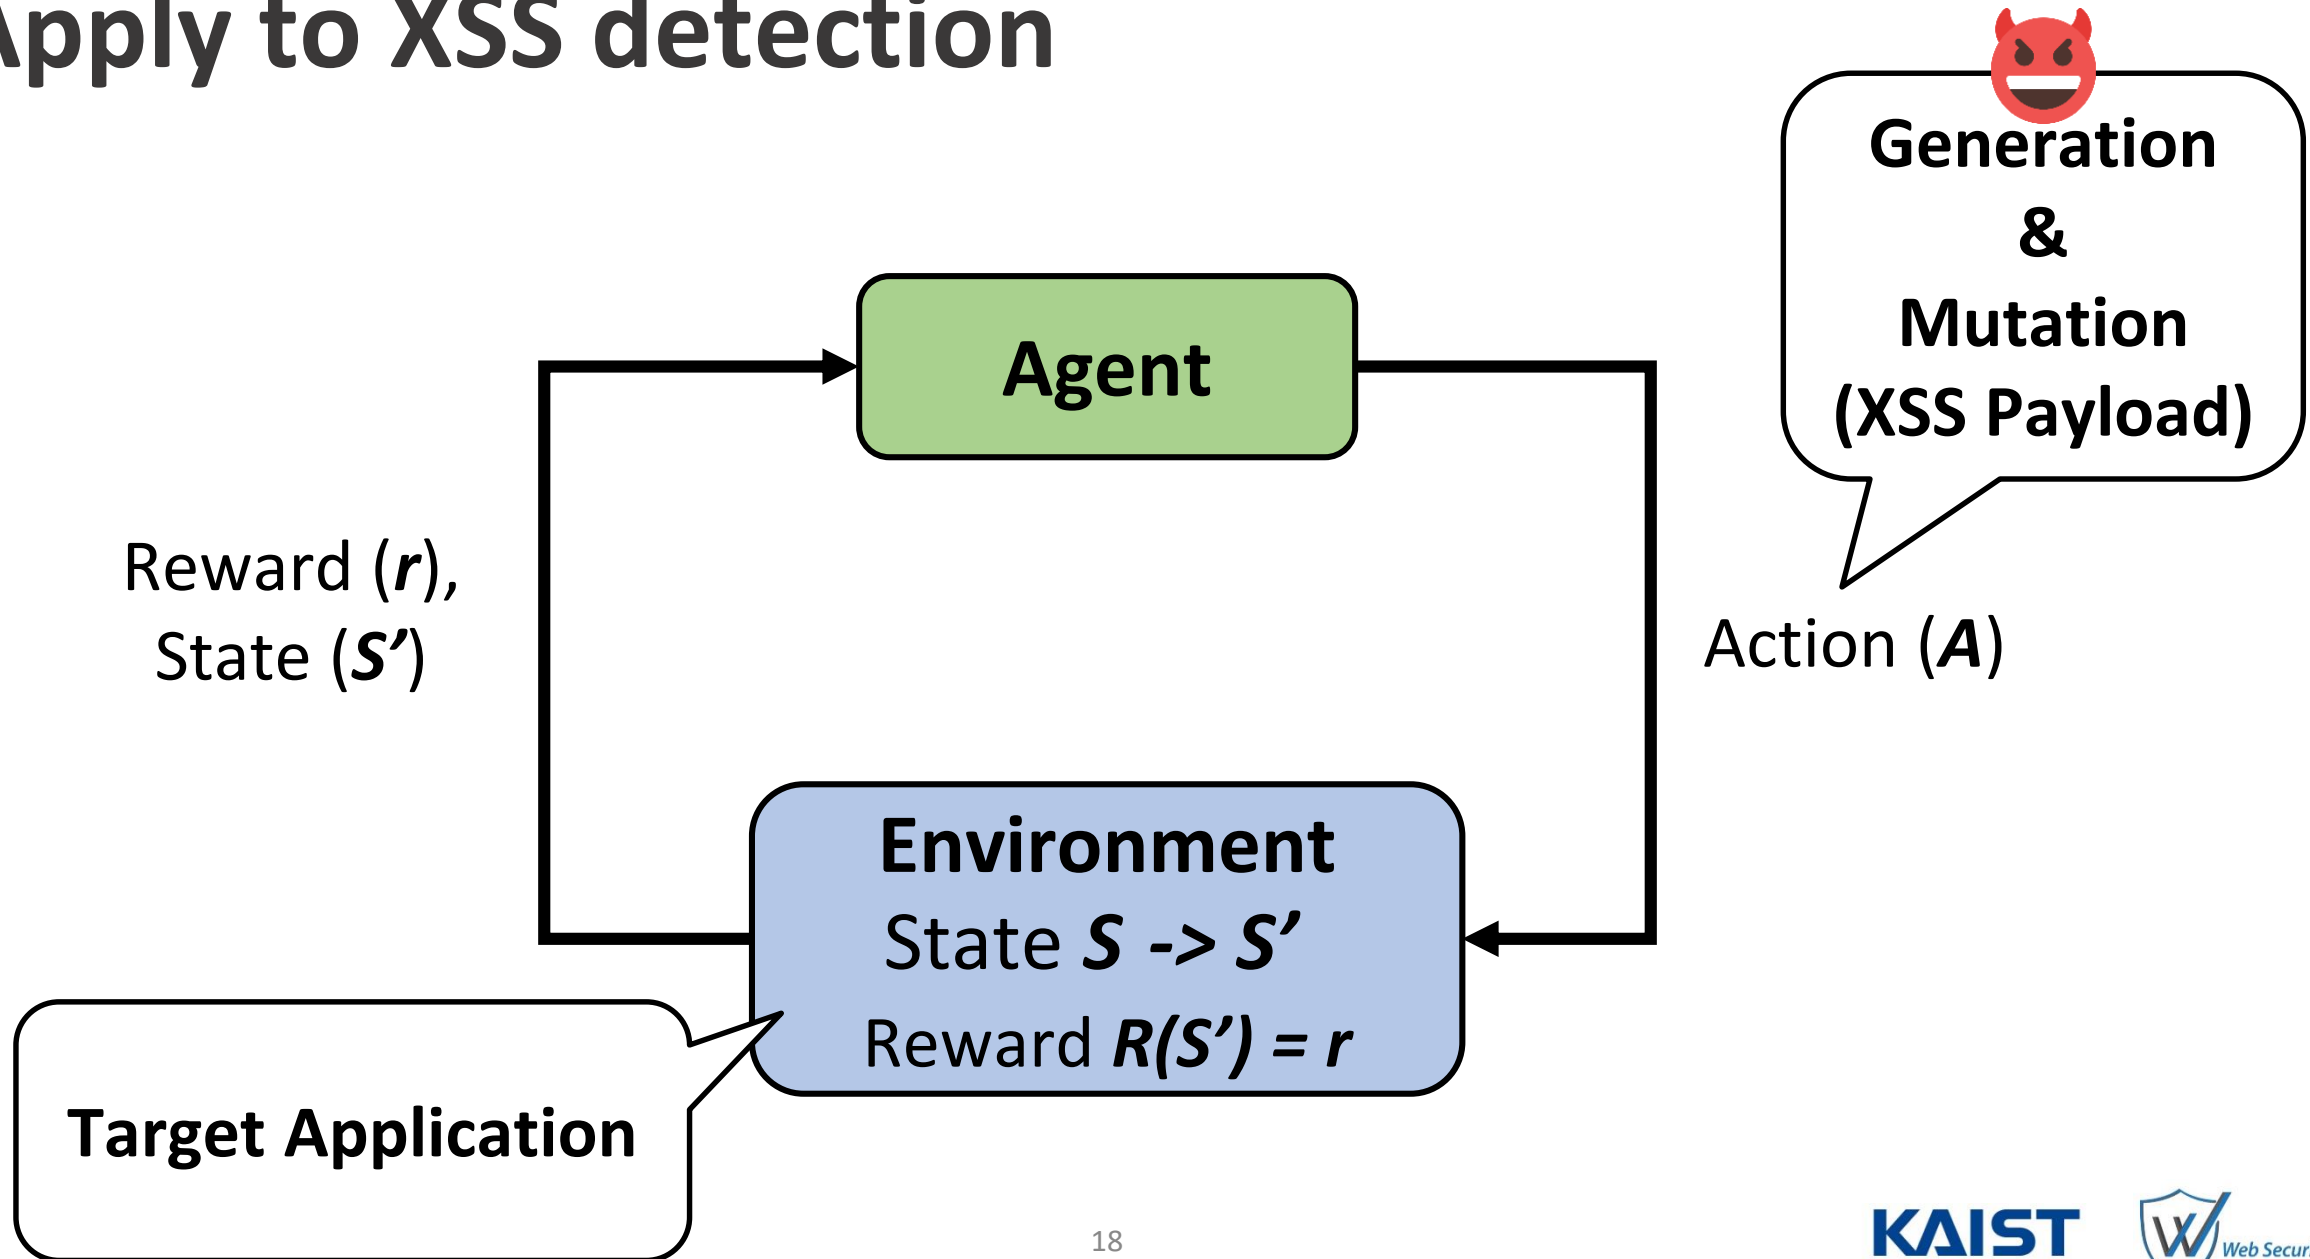 Apply to XSS detection
Generation
&
Mutation
(XSS Payload)
Agent
Reward (r),
State (S’)
Action (A)
Environment
State S -> S’
Reward R(S’) = r
Target Application
18
KAIST
Web Secur